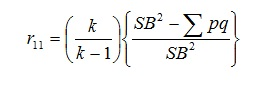 r₁₁ = (k / (k − 1)) {(SB² − ∑ pq) / SB²}